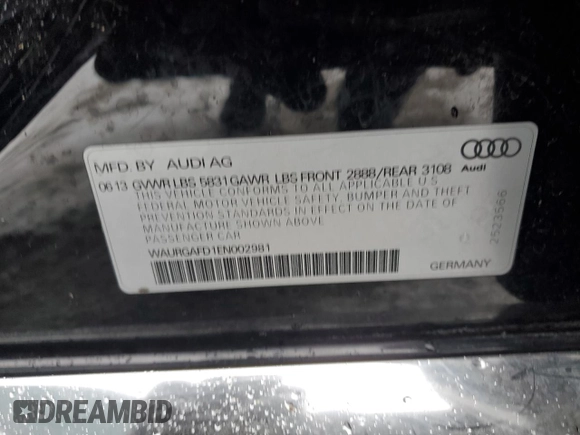 MFD. BY AUDI AG
0613 GVWR LBS 5831 GAWR LBS FRONT 2888/REAR 3108
THIS VEHICLE CONFORMS TO ALL APPLICABLE U.S
FEDERAL MOTOR VEHICLE SAFETY, BUMPER AND THEFT
PREVENTION STANDARDS IN EFFECT ON THE DATE OF
MANUFACTURE SHOWN ABOVE
PASSENGER CAR
WAURGAFD1EN002981
Audi
2523566
GERMANY
DREAMBID